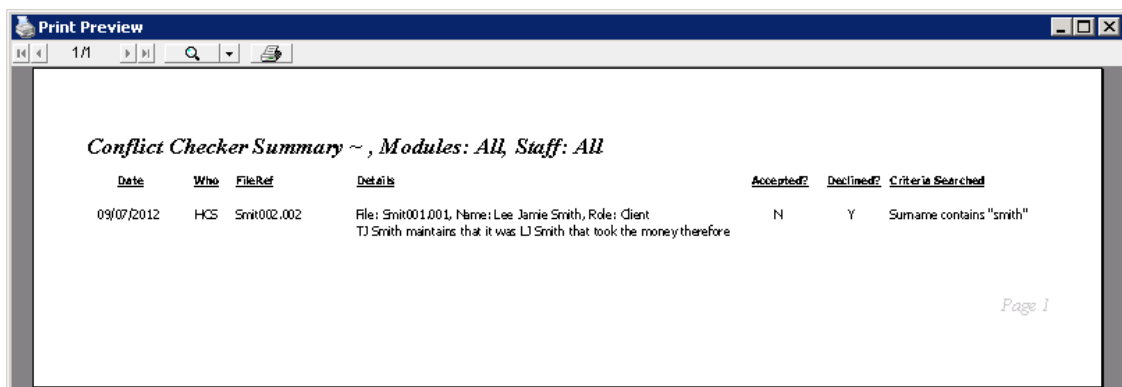 Print Preview
1/1
Conflict Checker Summary ~ , Modules: All, Staff: All
Date Who FileRef Details Accepted? Declined? Criteria Searched
09/07/2012 HCS Smit002.002 File: Smit001.001, Name: Lee Jamie Smith, Role: Client N Y Surname contains "smith"
TJ Smith maintains that it was LJ Smith that took the money therefore
Page 1